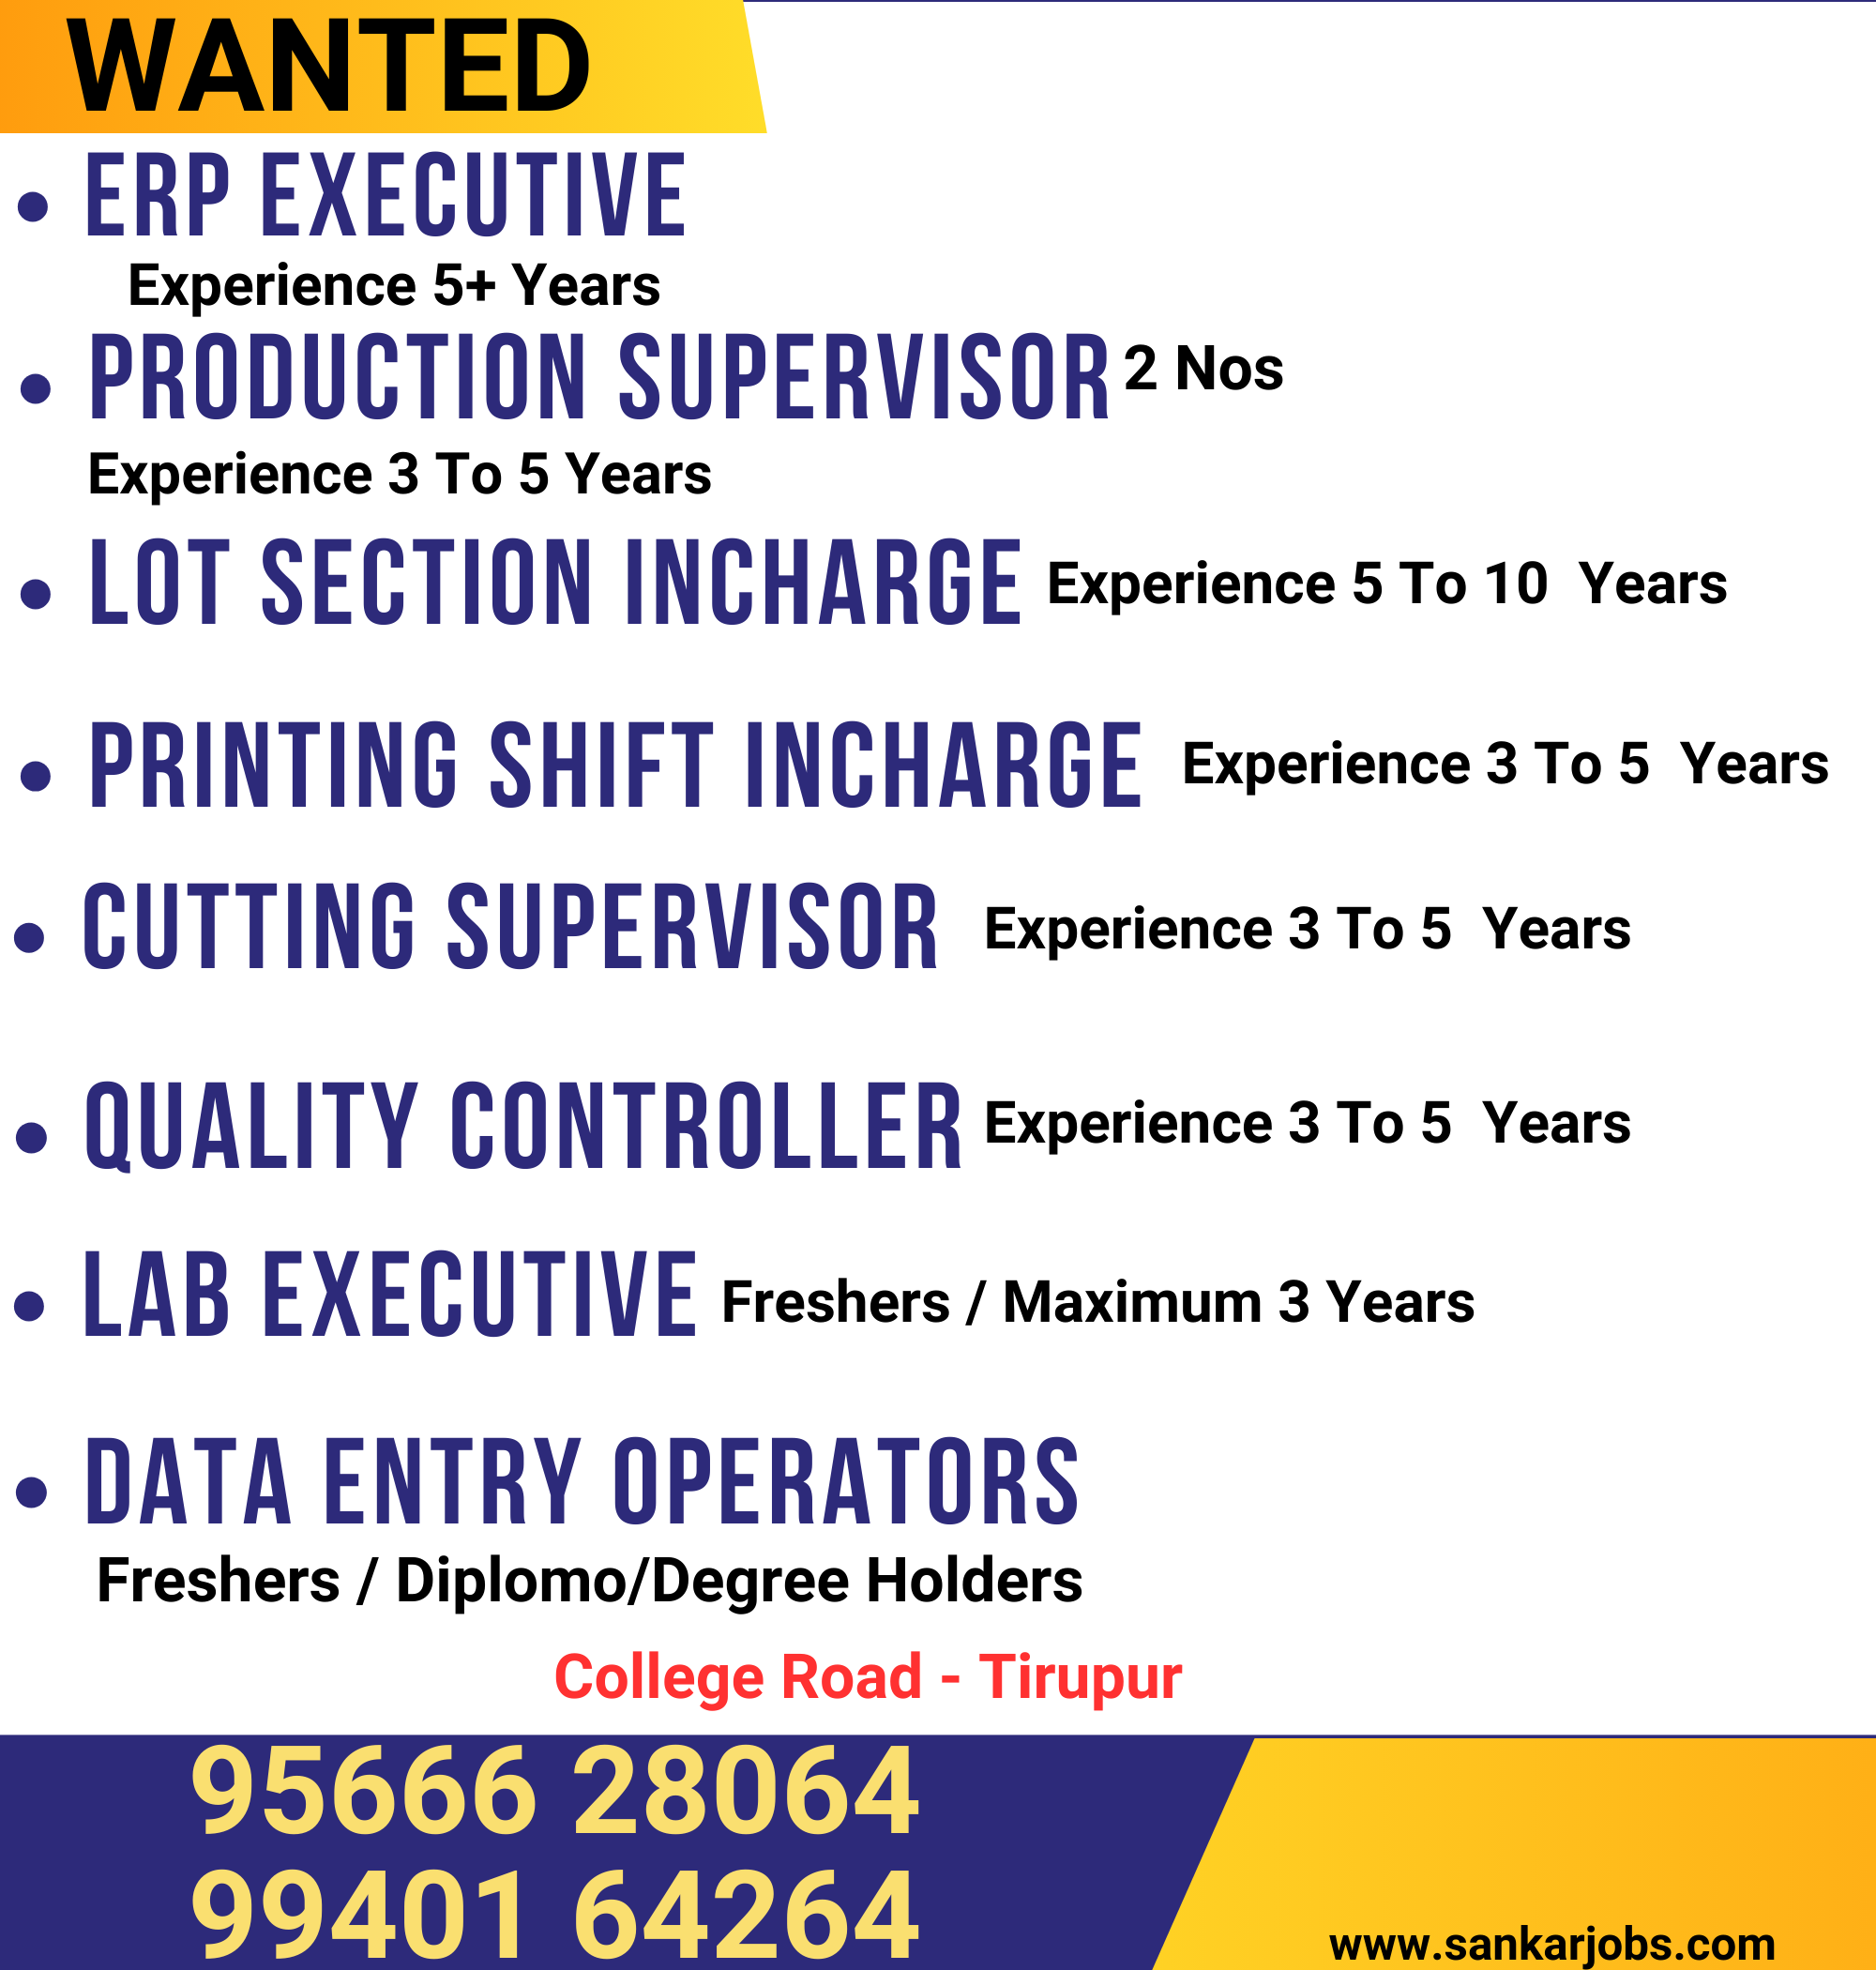 WANTED
• ERP EXECUTIVE
Experience 5+ Years
• PRODUCTION SUPERVISOR 2 Nos
Experience 3 To 5 Years
• LOT SECTION INCHARGE Experience 5 To 10 Years
• PRINTING SHIFT INCHARGE Experience 3 To 5 Years
• CUTTING SUPERVISOR Experience 3 To 5 Years
• QUALITY CONTROLLER Experience 3 To 5 Years
• LAB EXECUTIVE Freshers / Maximum 3 Years
• DATA ENTRY OPERATORS
Freshers / Diplomo/Degree Holders
College Road - Tirupur
95666 28064
99401 64264
www.sankarjobs.com